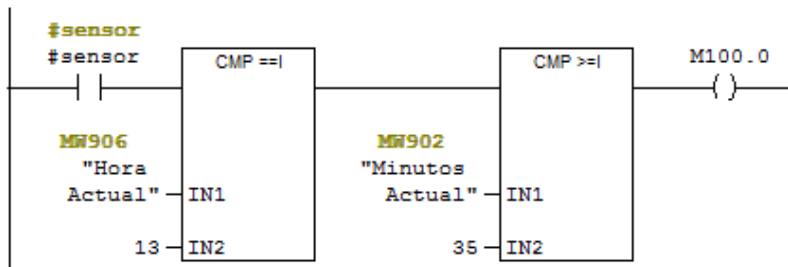 #sensor
#sensor
CMP ==I
CMP >=I
M100.0
MW906
"Hora
Actual"
IN1
13
IN2
MW902
"Minutos
Actual"
IN1
35
IN2